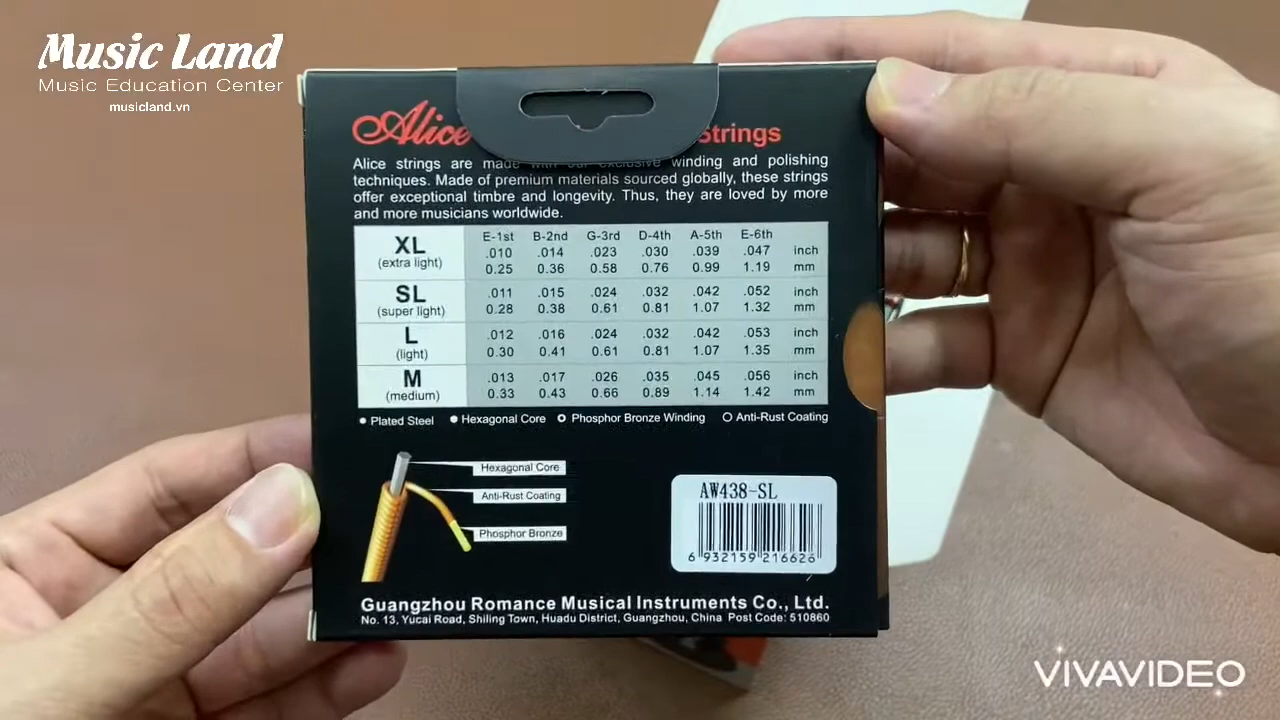 Music Land
Music Education Center
musicland.vn
Alice Strings
Alice strings are made with our exclusive winding and polishing
techniques. Made of premium materials sourced globally, these strings
offer exceptional timbre and longevity. Thus, they are loved by more
and more musicians worldwide.
XL E-1st B-2nd G-3rd D-4th A-5th E-6th
(extra light) .010 .014 .023 .030 .039 .047 inch
0.25 0.36 0.58 0.76 0.99 1.19 mm
SL .011 .015 .024 .032 .042 .052 inch
(super light) 0.28 0.38 0.61 0.81 1.07 1.32 mm
L .012 .016 .024 .032 .042 .053 inch
(light) 0.30 0.41 0.61 0.81 1.07 1.35 mm
M .013 .017 .026 .035 .045 .056 inch
(medium) 0.33 0.43 0.66 0.89 1.14 1.42 mm
Plated Steel Hexagonal Core Phosphor Bronze Winding Anti-Rust Coating
Hexagonal Core
Anti-Rust Coating
Phosphor Bronze
AW438-SL
6 932159 216626
Guangzhou Romance Musical Instruments Co., Ltd.
No. 13, Yucai Road, Shiling Town, Huadu District, Guangzhou, China Post Code: 510860
VIVAVIDEO